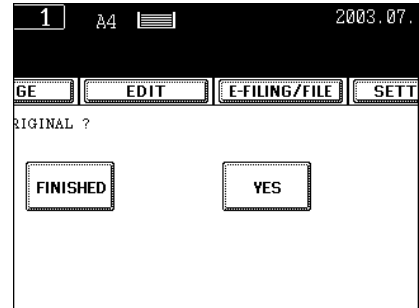 1 A4 2003.07.
GE EDIT E-FILING/FILE SETT
RIGINAL ?
FINISHED YES